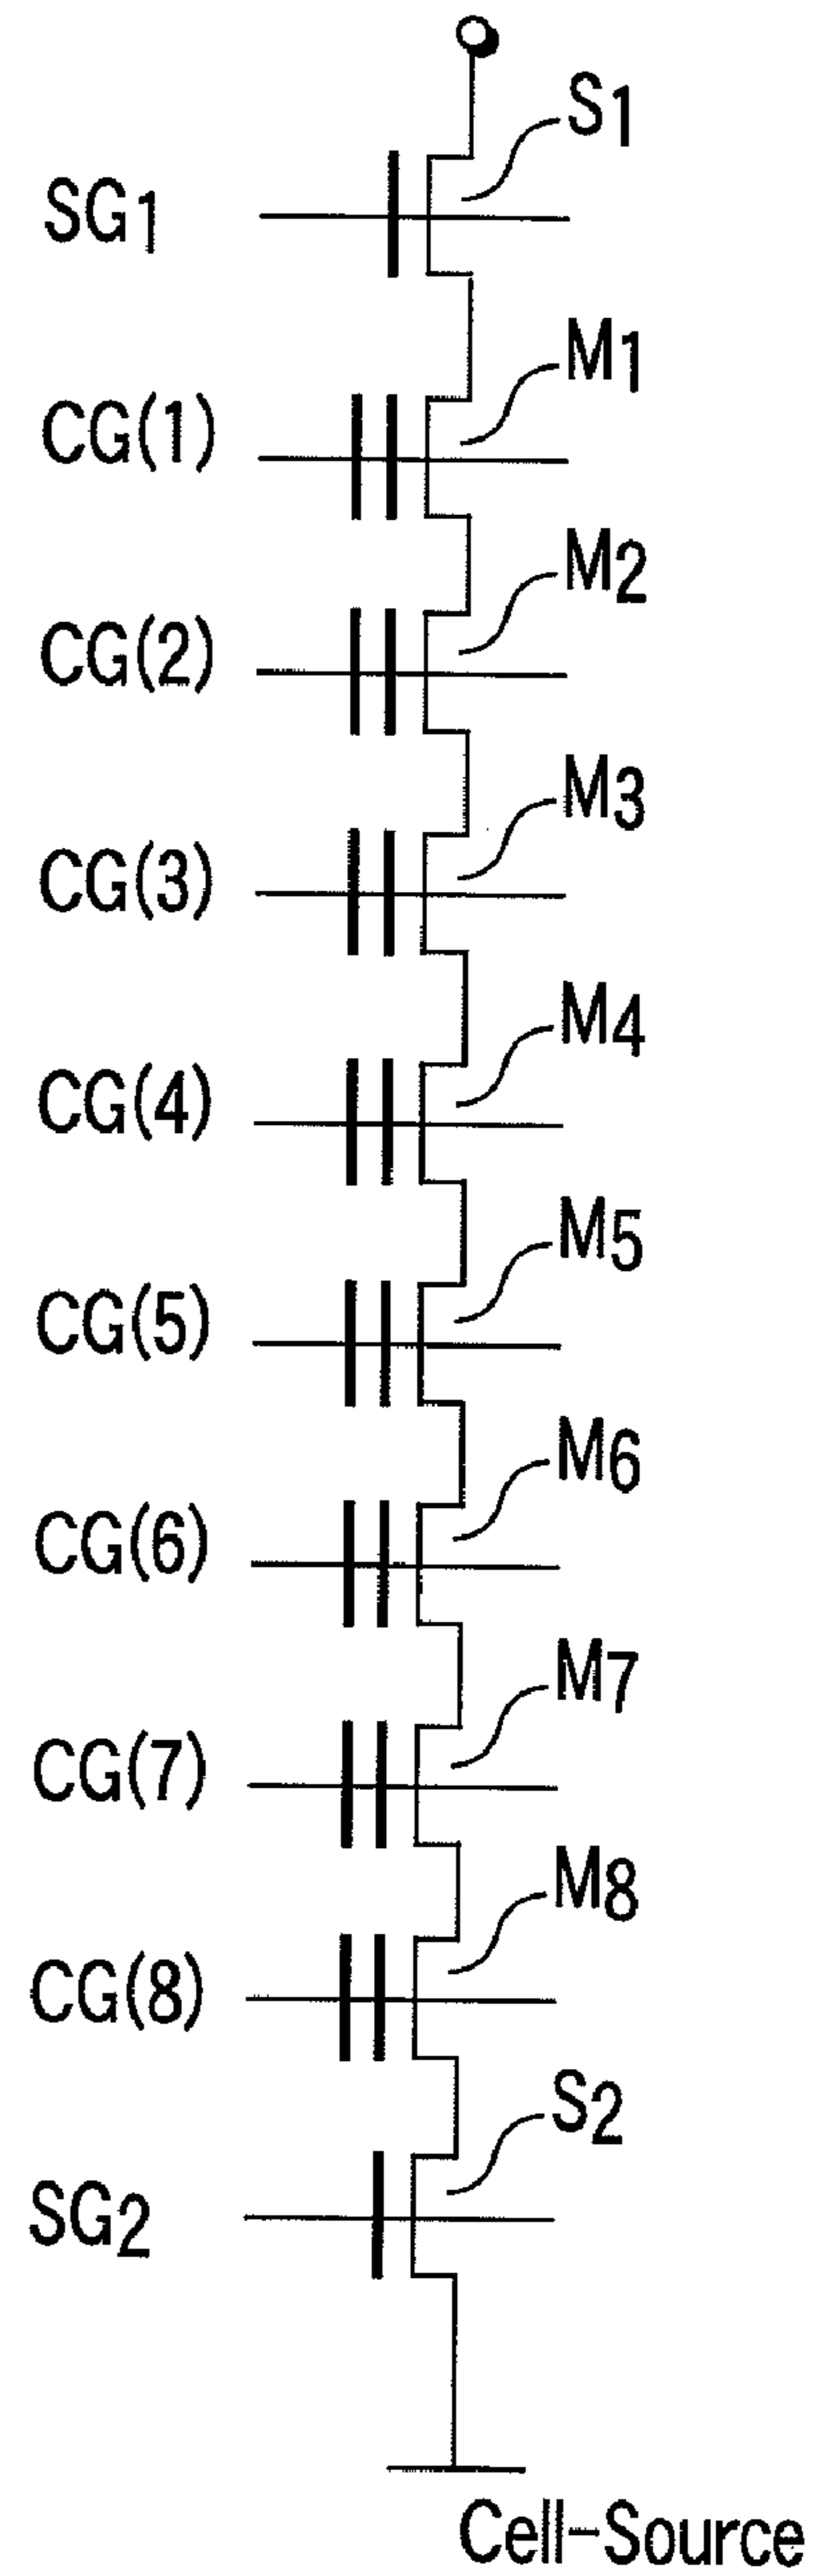 S1
SG1
M1
CG(1)
M2
CG(2)
M3
CG(3)
M4
CG(4)
M5
CG(5)
M6
CG(6)
M7
CG(7)
M8
CG(8)
S2
SG2
Cell-Source